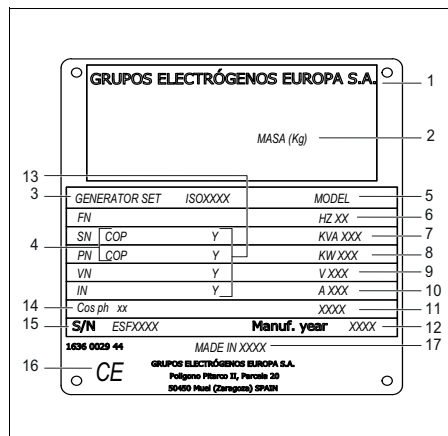 GRUPOS ELECTRÓGENOS EUROPA S.A. 1
MASA (Kg) 2
13
3 GENERATOR SET ISOXXXX MODEL 5
FN HZ XX 6
SN COP Y KVA XXX 7
4
PN COP Y KW XXX 8
VN Y V XXX 9
IN Y A XXX 10
14 Cos ph xx XXXX 11
15 S/N ESFXXXX Manuf. year XXXX 12
1636 0029 44 MADE IN XXXX 17
16 CE GRUPOS ELECTRÓGENOS EUROPA S.A.
Polígono Pitarco II, Parcela 20
50450 Muel (Zaragoza) SPAIN